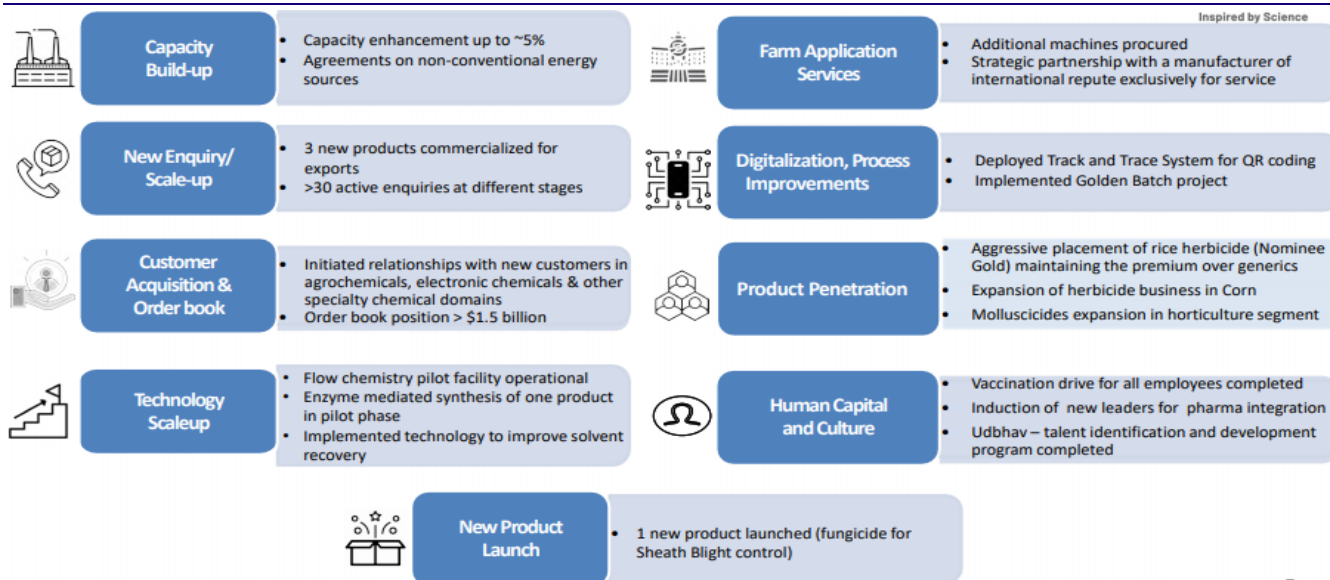 Inspired by Science
Capacity
Build-up
• Capacity enhancement up to ~5%
• Agreements on non-conventional energy
sources
Farm Application
Services
• Additional machines procured
• Strategic partnership with a manufacturer of
international repute exclusively for service
New Enquiry/
Scale-up
• 3 new products commercialized for
exports
• >30 active enquiries at different stages
Digitalization, Process
Improvements
• Deployed Track and Trace System for QR coding
• Implemented Golden Batch project
Customer
Acquisition &
Order book
• Initiated relationships with new customers in
agrochemicals, electronic chemicals & other
specialty chemical domains
• Order book position > $1.5 billion
Product Penetration
• Aggressive placement of rice herbicide (Nominee
Gold) maintaining the premium over generics
• Expansion of herbicide business in Corn
• Molluscicides expansion in horticulture segment
Technology
Scaleup
• Flow chemistry pilot facility operational
• Enzyme mediated synthesis of one product
in pilot phase
• Implemented technology to improve solvent
recovery
Human Capital
and Culture
• Vaccination drive for all employees completed
• Induction of new leaders for pharma integration
• Udbhav – talent identification and development
program completed
New Product
Launch
• 1 new product launched (fungicide for
Sheath Blight control)